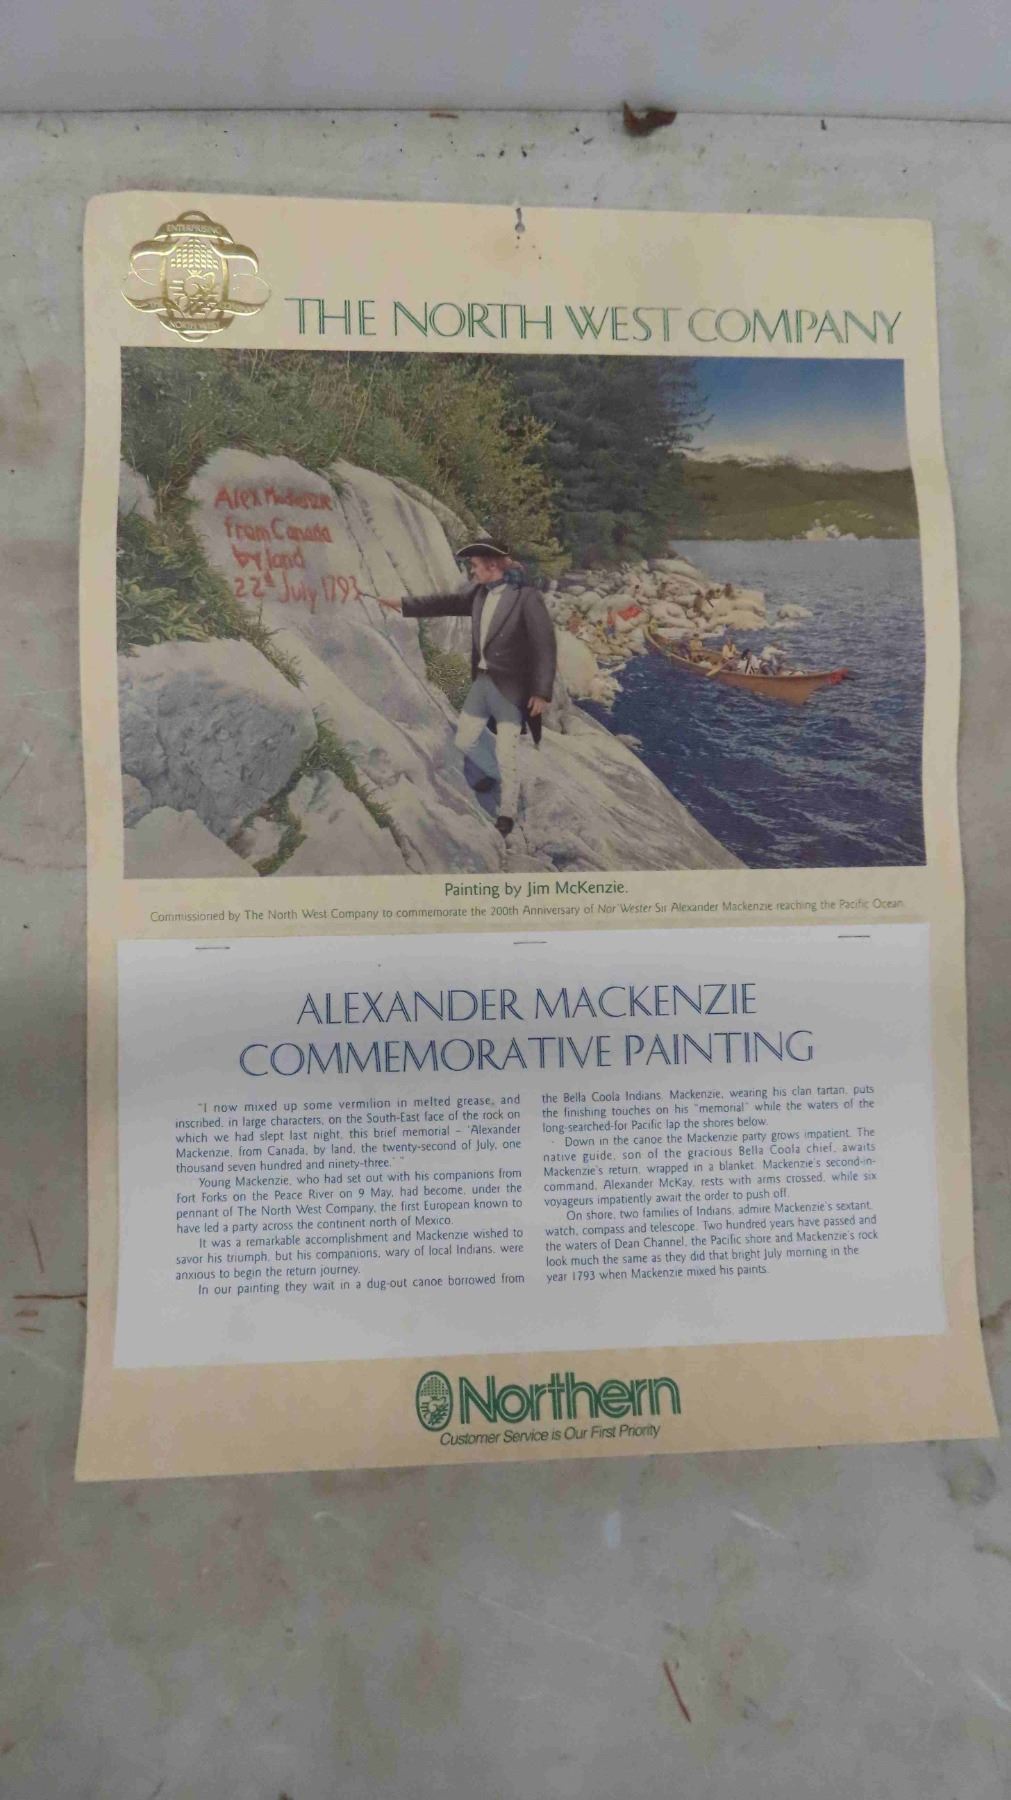 ENTERPRISING
NORTH WEST
THE NORTH WEST COMPANY
Alex Mackenzie
from Canada
by land
22d July 1793
Painting by Jim McKenzie.
Commissioned by The North West Company to commemorate the 200th Anniversary of Nor'Wester Sir Alexander Mackenzie reaching the Pacific Ocean.
ALEXANDER MACKENZIE
COMMEMORATIVE PAINTING
"I now mixed up some vermilion in melted grease, and
inscribed, in large characters, on the South-East face of the rock on
which we had slept last night, this brief memorial – 'Alexander
Mackenzie, from Canada, by land, the twenty-second of July, one
thousand seven hundred and ninety-three.' "
Young Mackenzie, who had set out with his companions from
Fort Forks on the Peace River on 9 May, had become, under the
pennant of The North West Company, the first European known to
have led a party across the continent north of Mexico.
It was a remarkable accomplishment and Mackenzie wished to
savor his triumph, but his companions, wary of local Indians, were
anxious to begin the return journey.
In our painting they wait in a dug-out canoe borrowed from
the Bella Coola Indians. Mackenzie, wearing his clan tartan, puts
the finishing touches on his "memorial" while the waters of the
long-searched-for Pacific lap the shores below.
Down in the canoe the Mackenzie party grows impatient. The
native guide, son of the gracious Bella Coola chief, awaits
Mackenzie's return, wrapped in a blanket. Mackenzie's second-in-
command, Alexander McKay, rests with arms crossed, while six
voyageurs impatiently await the order to push off.
On shore, two families of Indians, admire Mackenzie's sextant,
watch, compass and telescope. Two hundred years have passed and
the waters of Dean Channel, the Pacific shore and Mackenzie's rock
look much the same as they did that bright July morning in the
year 1793 when Mackenzie mixed his paints.
Northern
Customer Service is Our First Priority